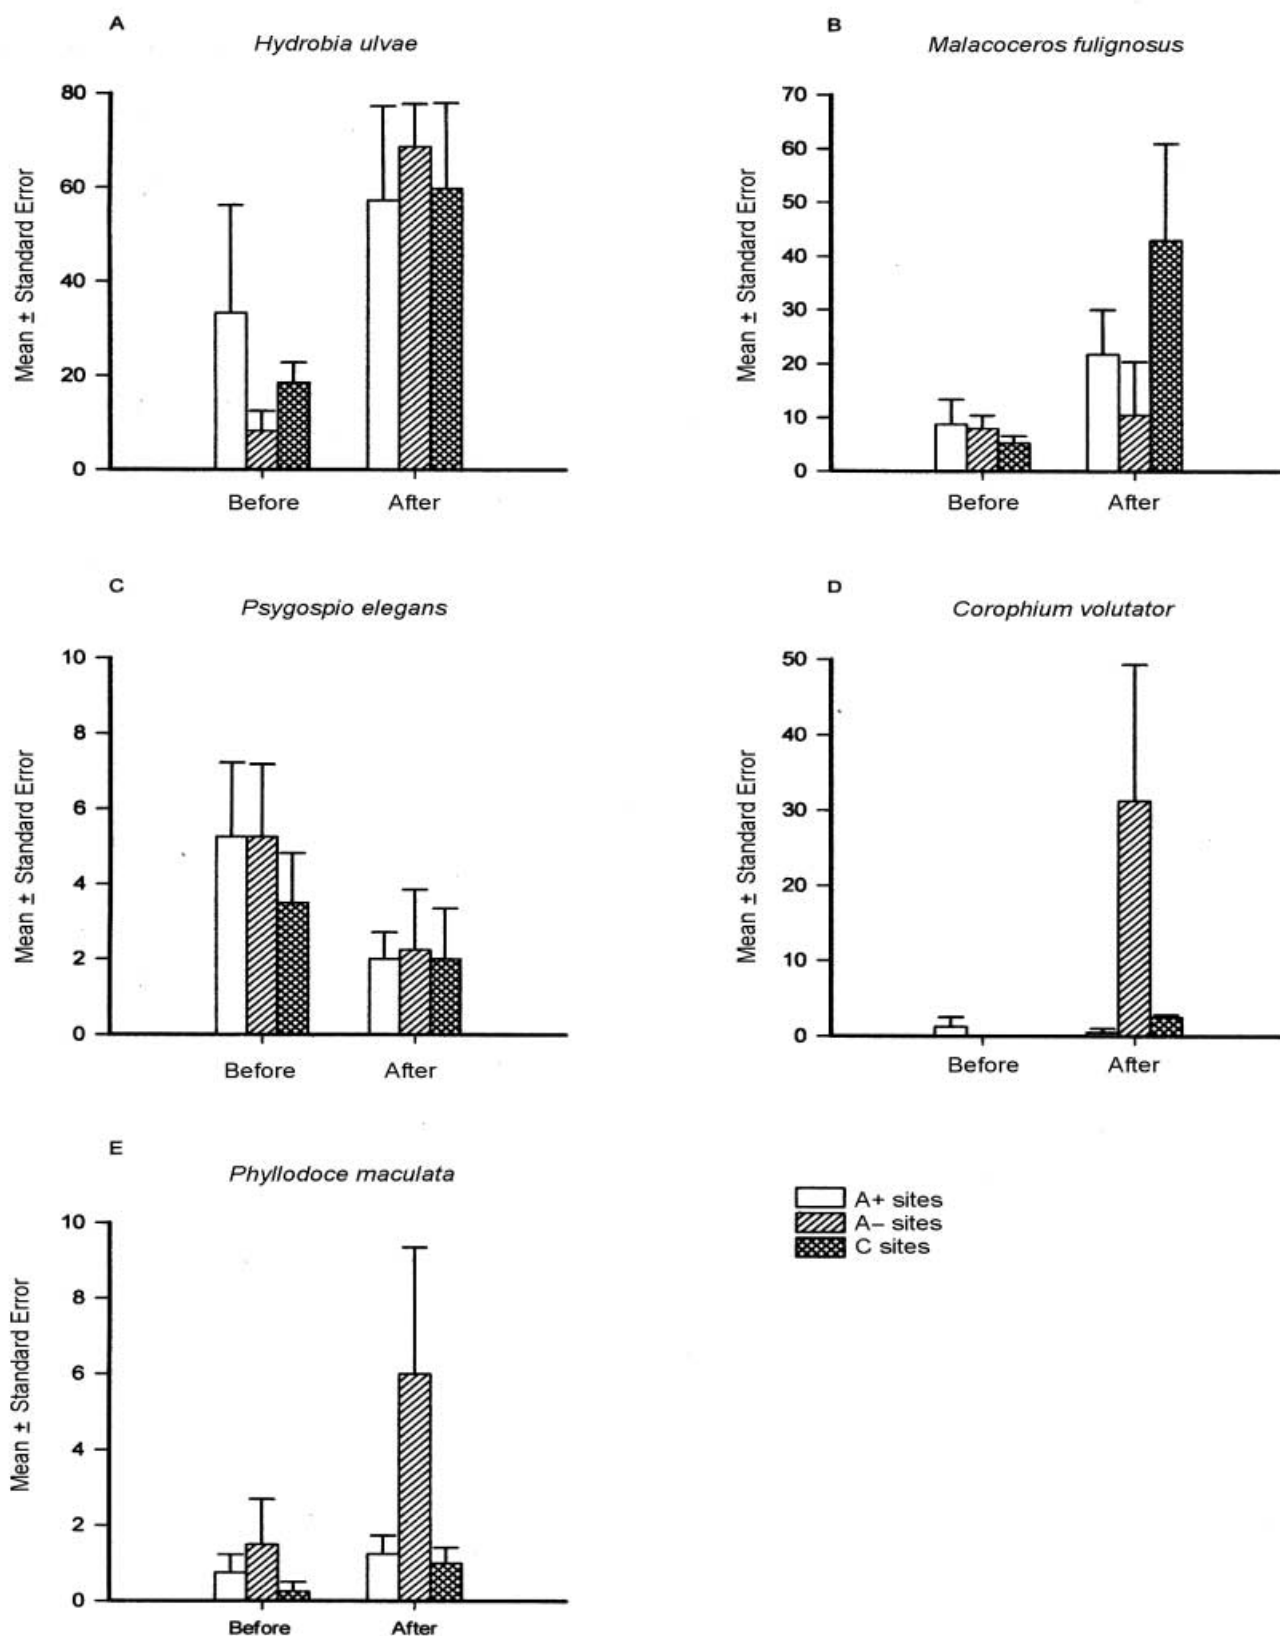 A
Hydrobia ulvae
80
60
40
20
0
Mean ± Standard Error
Before After
B
Malacoceros fulignosus
70
60
50
40
30
20
10
0
Mean ± Standard Error
Before After
C
Psygospio elegans
10
8
6
4
2
0
Mean ± Standard Error
Before After
D
Corophium volutator
50
40
30
20
10
0
Mean ± Standard Error
Before After
E
Phyllodoce maculata
10
8
6
4
2
0
Mean ± Standard Error
Before After
A+ sites
A– sites
C sites